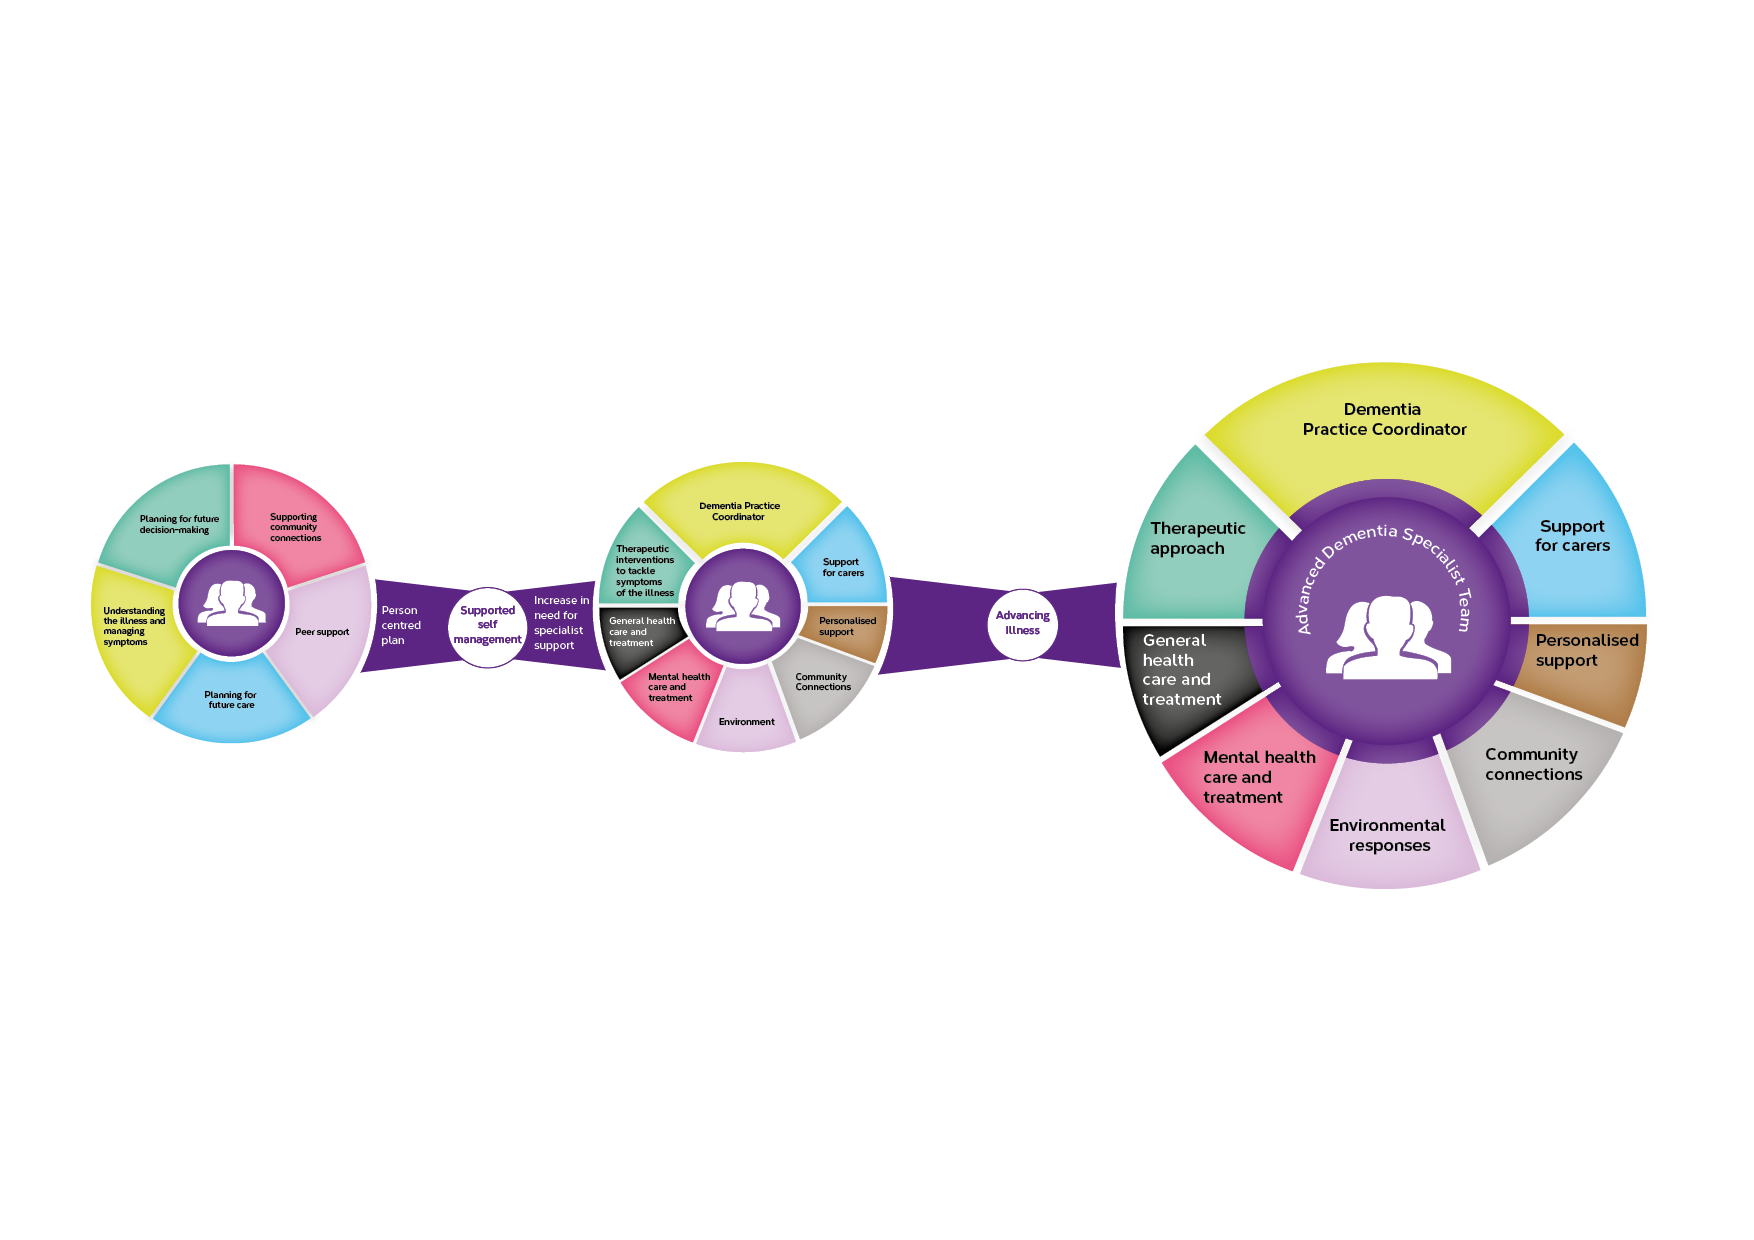 Planning for future
decision-making
Supporting
community
connections
Understanding
the illness and
managing
symptoms
Peer support
Planning for
future care
Person
centred
plan
Supported
self
management
Increase in
need for
specialist
support
Dementia Practice
Coordinator
Therapeutic
interventions
to tackle
symptoms
of the illness
Support
for carers
General health
care and
treatment
Personalised
support
Mental health
care and
treatment
Community
Connections
Environment
Advancing
Illness
Dementia
Practice Coordinator
Therapeutic
approach
Support
for carers
Advanced Dementia Specialist Team
General
health
care and
treatment
Personalised
support
Mental health
care and
treatment
Community
connections
Environmental
responses